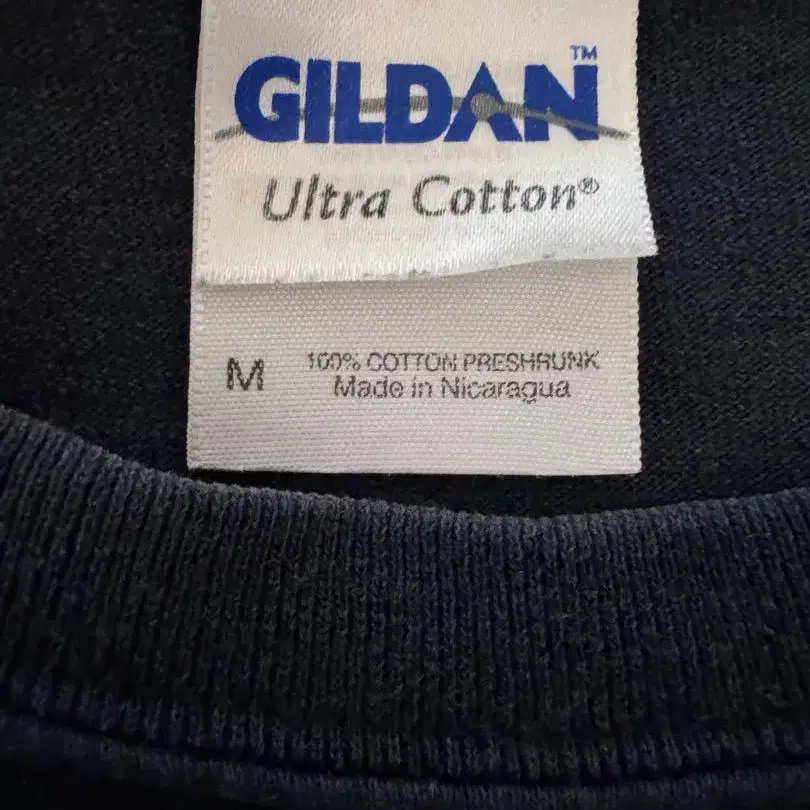 GILDAN™
Ultra Cotton®
M 100% COTTON PRESHRUNK
Made in Nicaragua